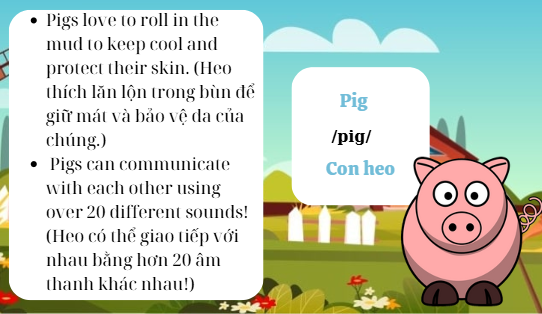 • Pigs love to roll in the
mud to keep cool and
protect their skin. (Heo
thích lăn lộn trong bùn để
giữ mát và bảo vệ da của
chúng.)
• Pigs can communicate
with each other using
over 20 different sounds!
(Heo có thể giao tiếp với
nhau bằng hơn 20 âm
thanh khác nhau!)
Pig
/pig/
Con heo